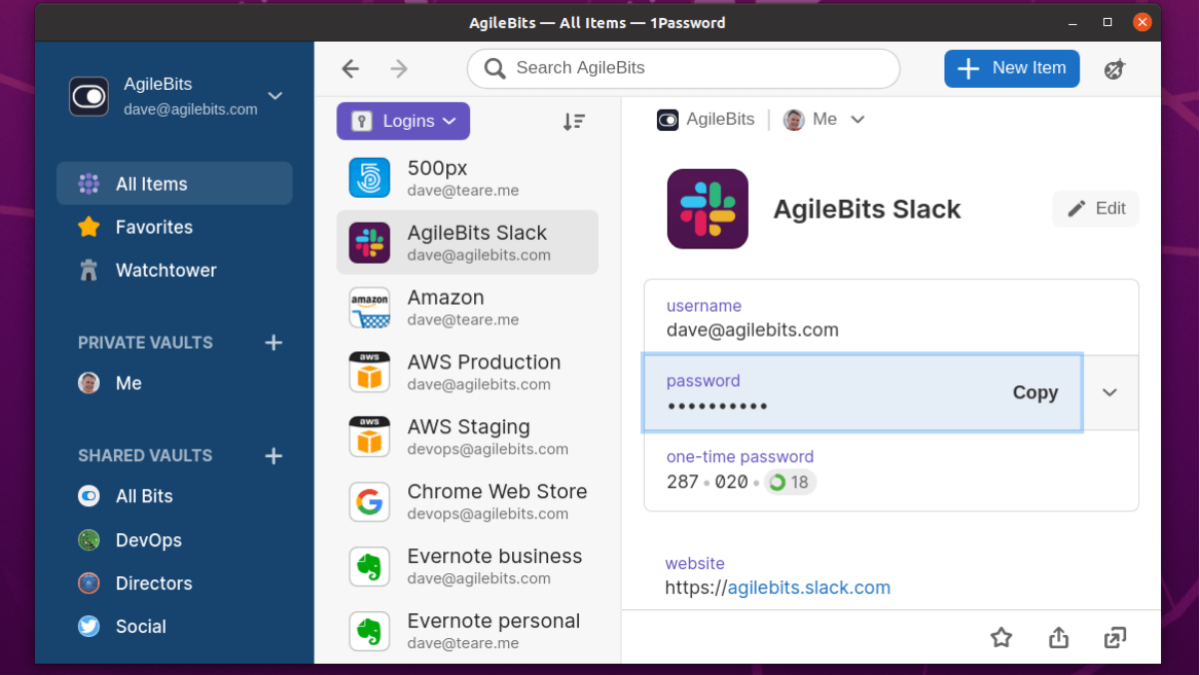 AgileBits — All Items — 1Password
AgileBits
dave@agilebits.com
All Items
Favorites
Watchtower
PRIVATE VAULTS
Me
SHARED VAULTS
All Bits
DevOps
Directors
Social
Search AgileBits
New Item
Logins
500px
dave@teare.me
AgileBits Slack
dave@agilebits.com
amazon
Amazon
dave@teare.me
aws
AWS Production
dave@agilebits.com
aws
AWS Staging
devops@agilebits.com
Chrome Web Store
devops@agilebits.com
Evernote business
dave@agilebits.com
Evernote personal
dave@teare.me
AgileBits | Me
AgileBits Slack
Edit
username
dave@agilebits.com
password
••••••••••
Copy
one-time password
287 • 020 • 18
website
https://agilebits.slack.com